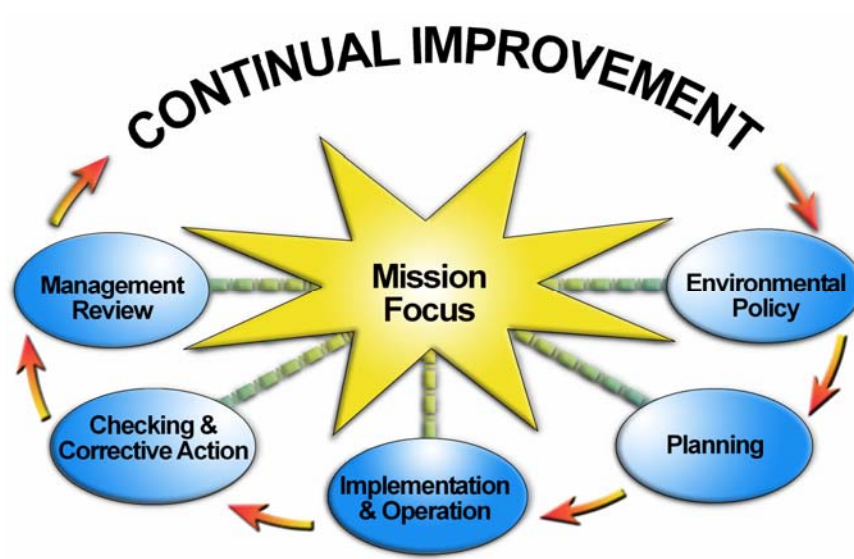 CONTINUAL IMPROVEMENT
Mission
Focus
Management
Review
Environmental
Policy
Checking &
Corrective Action
Planning
Implementation
& Operation